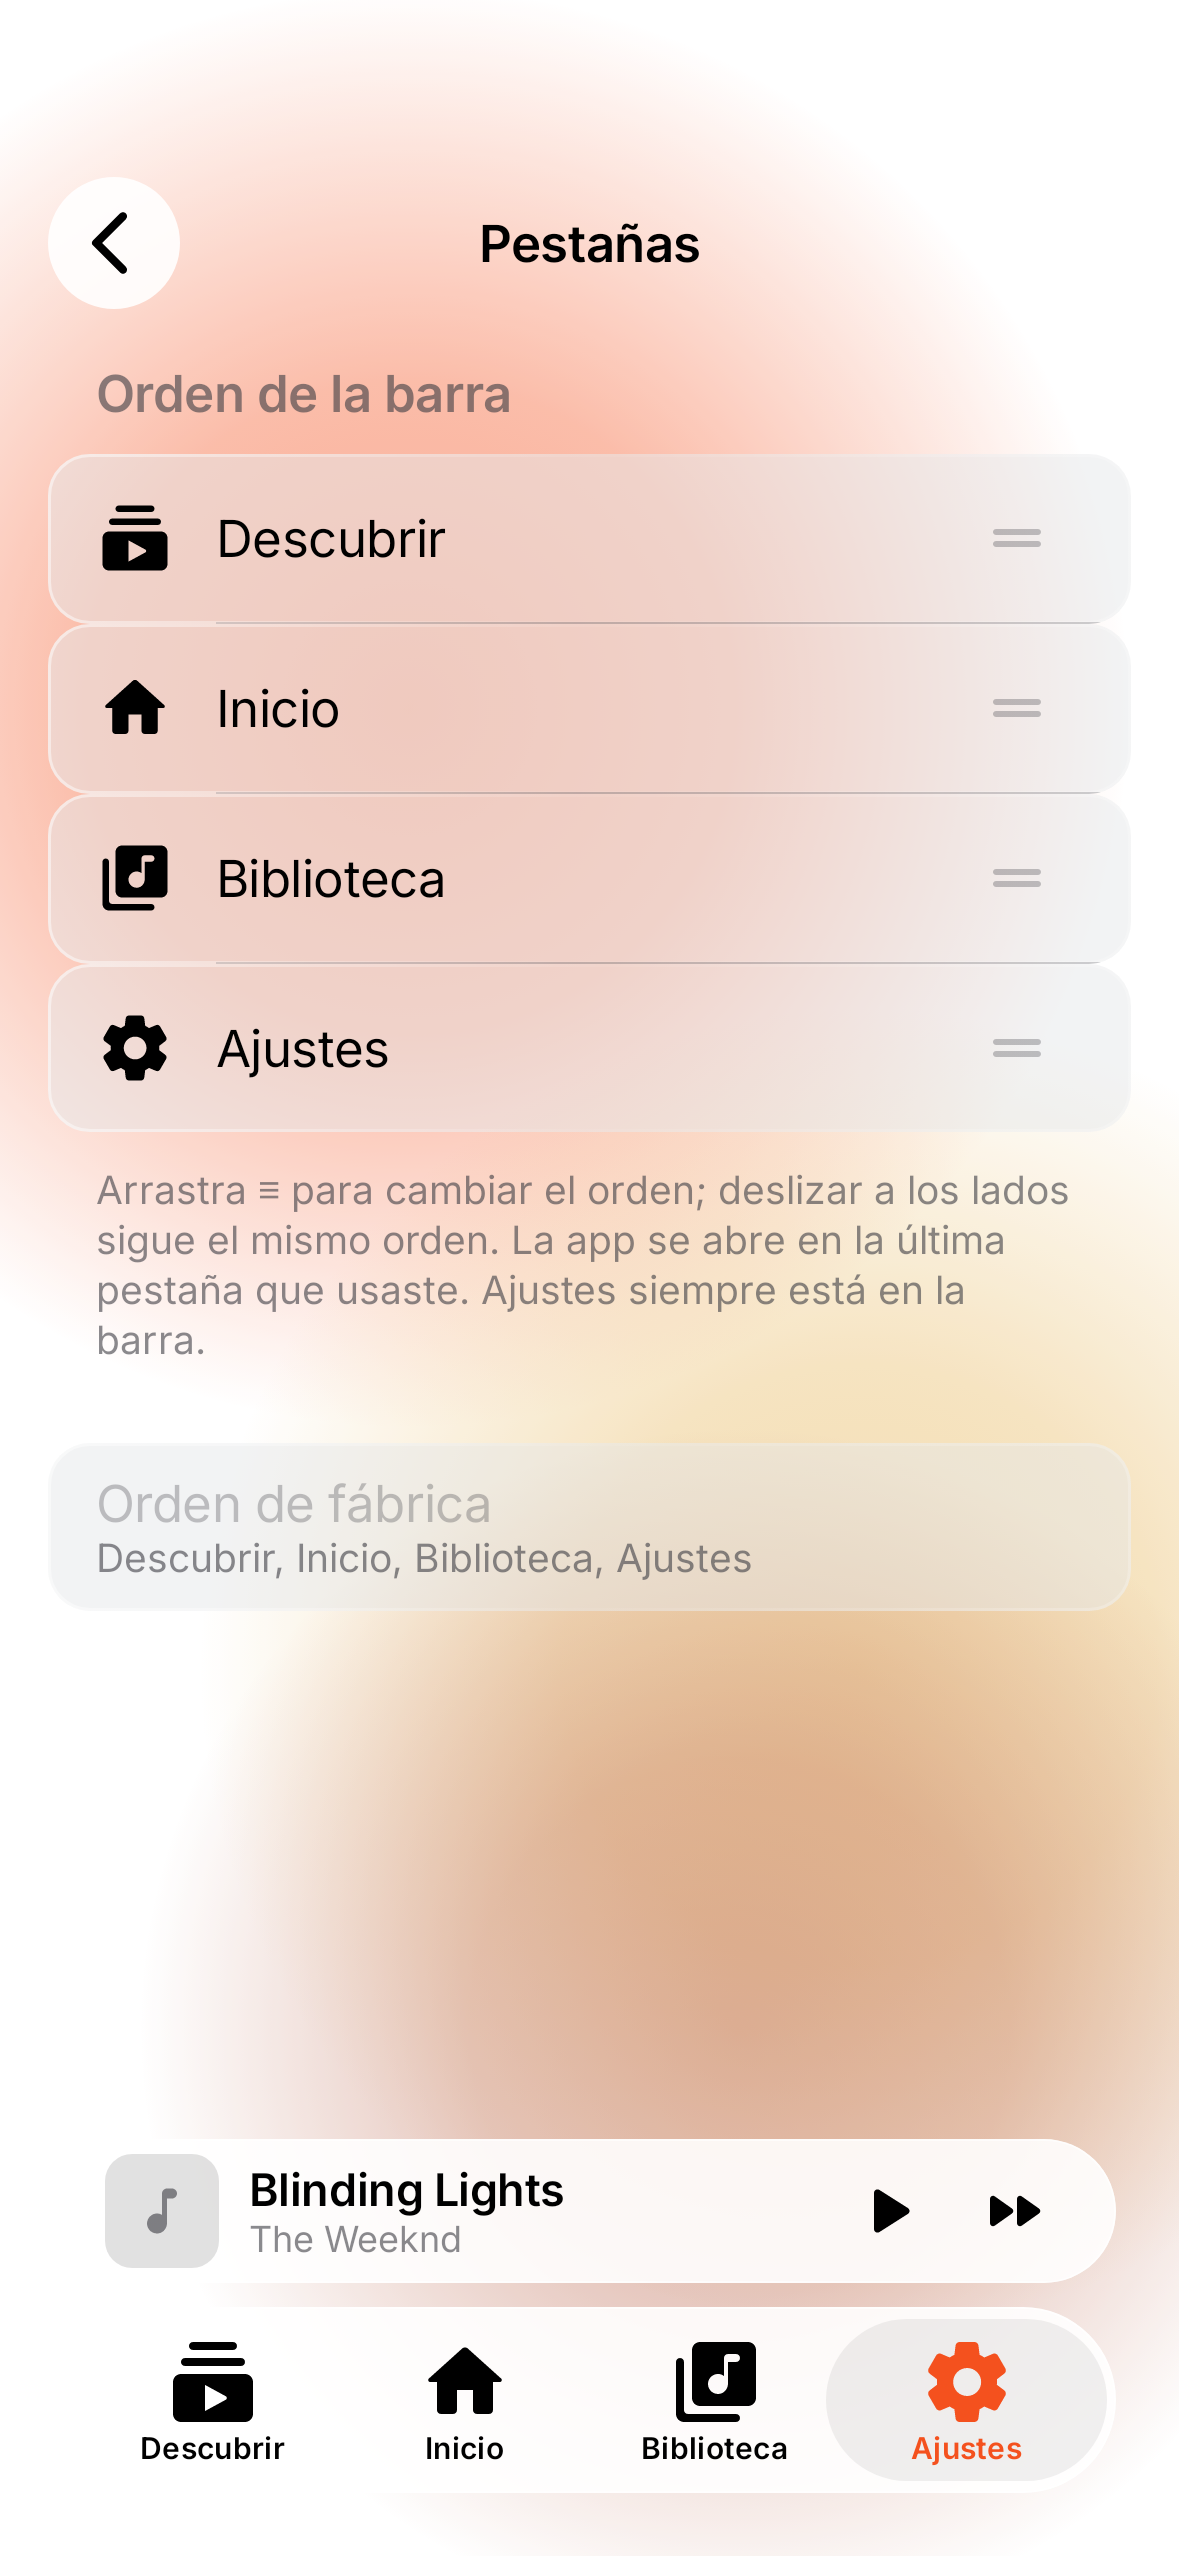 Pestañas
Orden de la barra
Descubrir
Inicio
Biblioteca
Ajustes
Arrastra ≡ para cambiar el orden; deslizar a los lados
sigue el mismo orden. La app se abre en la última
pestaña que usaste. Ajustes siempre está en la
barra.
Orden de fábrica
Descubrir, Inicio, Biblioteca, Ajustes
Blinding Lights
The Weeknd
Descubrir
Inicio
Biblioteca
Ajustes